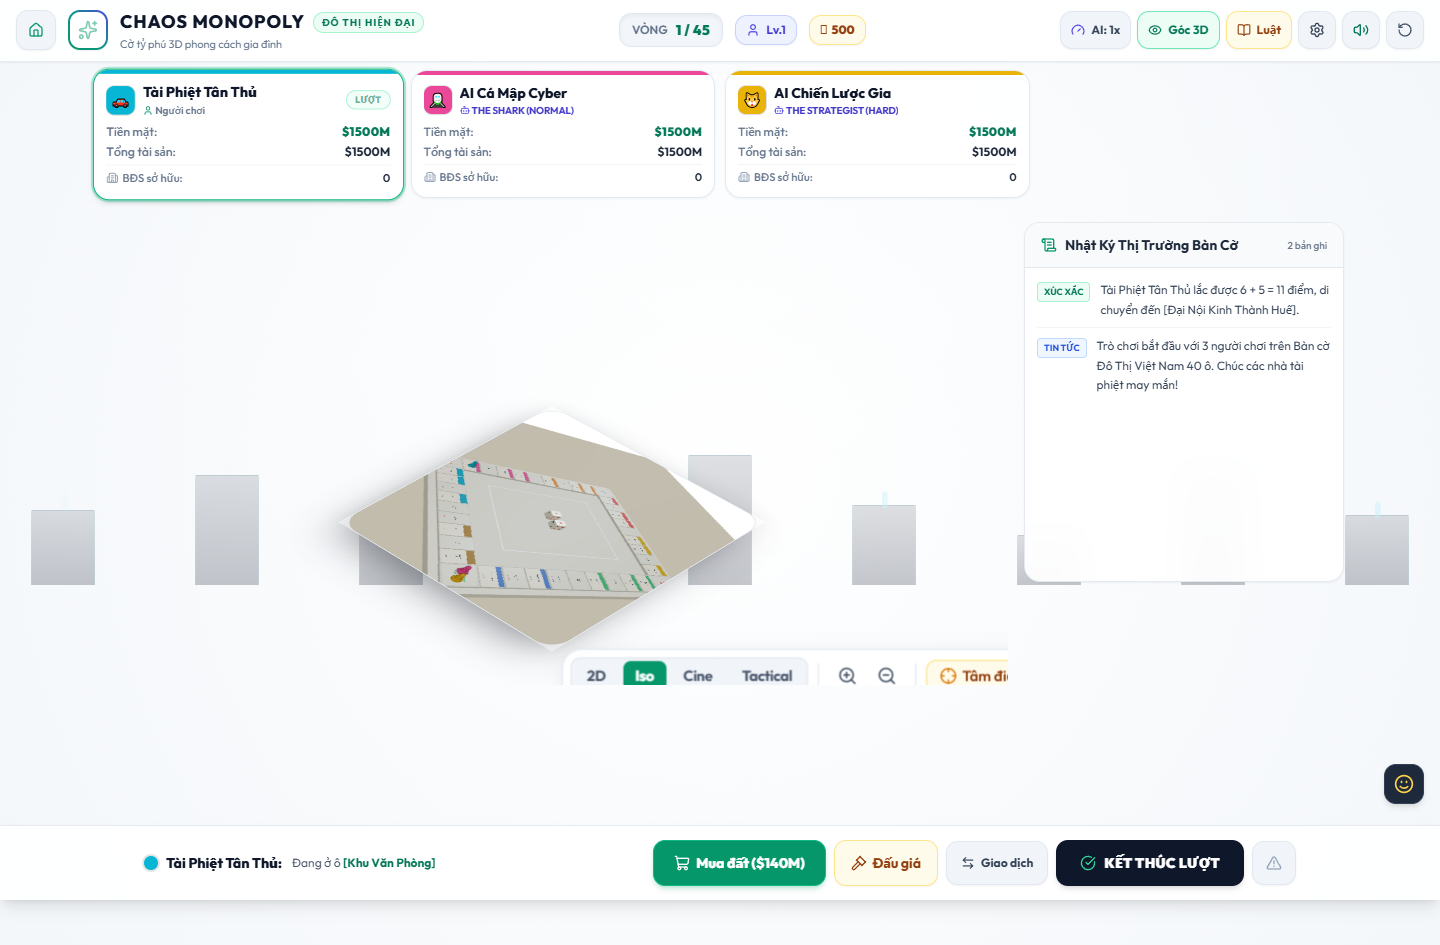 CHAOS MONOPOLY
ĐÔ THỊ HIỆN ĐẠI
Cờ tỷ phú 3D phong cách gia đình
VÒNG 1 / 45
Lv.1
500
AI: 1x
Góc 3D
Luật
Tài Phiệt Tân Thủ
Người chơi
LƯỢT
Tiền mặt: $1500M
Tổng tài sản: $1500M
BĐS sở hữu: 0
AI Cá Mập Cyber
THE SHARK (NORMAL)
Tiền mặt: $1500M
Tổng tài sản: $1500M
BĐS sở hữu: 0
AI Chiến Lược Gia
THE STRATEGIST (HARD)
Tiền mặt: $1500M
Tổng tài sản: $1500M
BĐS sở hữu: 0
Nhật Ký Thị Trường Bàn Cờ
2 bản ghi
XÚC XẮC
Tài Phiệt Tân Thủ lắc được 6 + 5 = 11 điểm, di
chuyển đến [Đại Nội Kinh Thành Huế].
TIN TỨC
Trò chơi bắt đầu với 3 người chơi trên Bàn cờ
Đô Thị Việt Nam 40 ô. Chúc các nhà tài
phiệt may mắn!
2D Iso Cine Tactical
Tâm
Tài Phiệt Tân Thủ: Đang ở ô [Khu Văn Phòng]
Mua đất ($140M)
Đấu giá
Giao dịch
KẾT THÚC LƯỢT